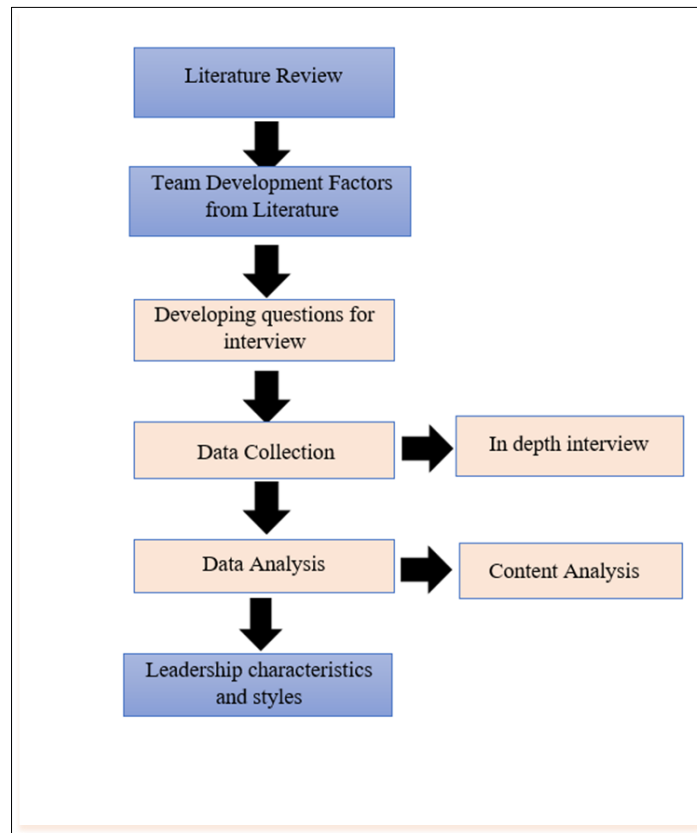 Literature Review
Team Development Factors
from Literature
Developing questions for
interview
Data Collection
In depth interview
Data Analysis
Content Analysis
Leadership characteristics
and styles